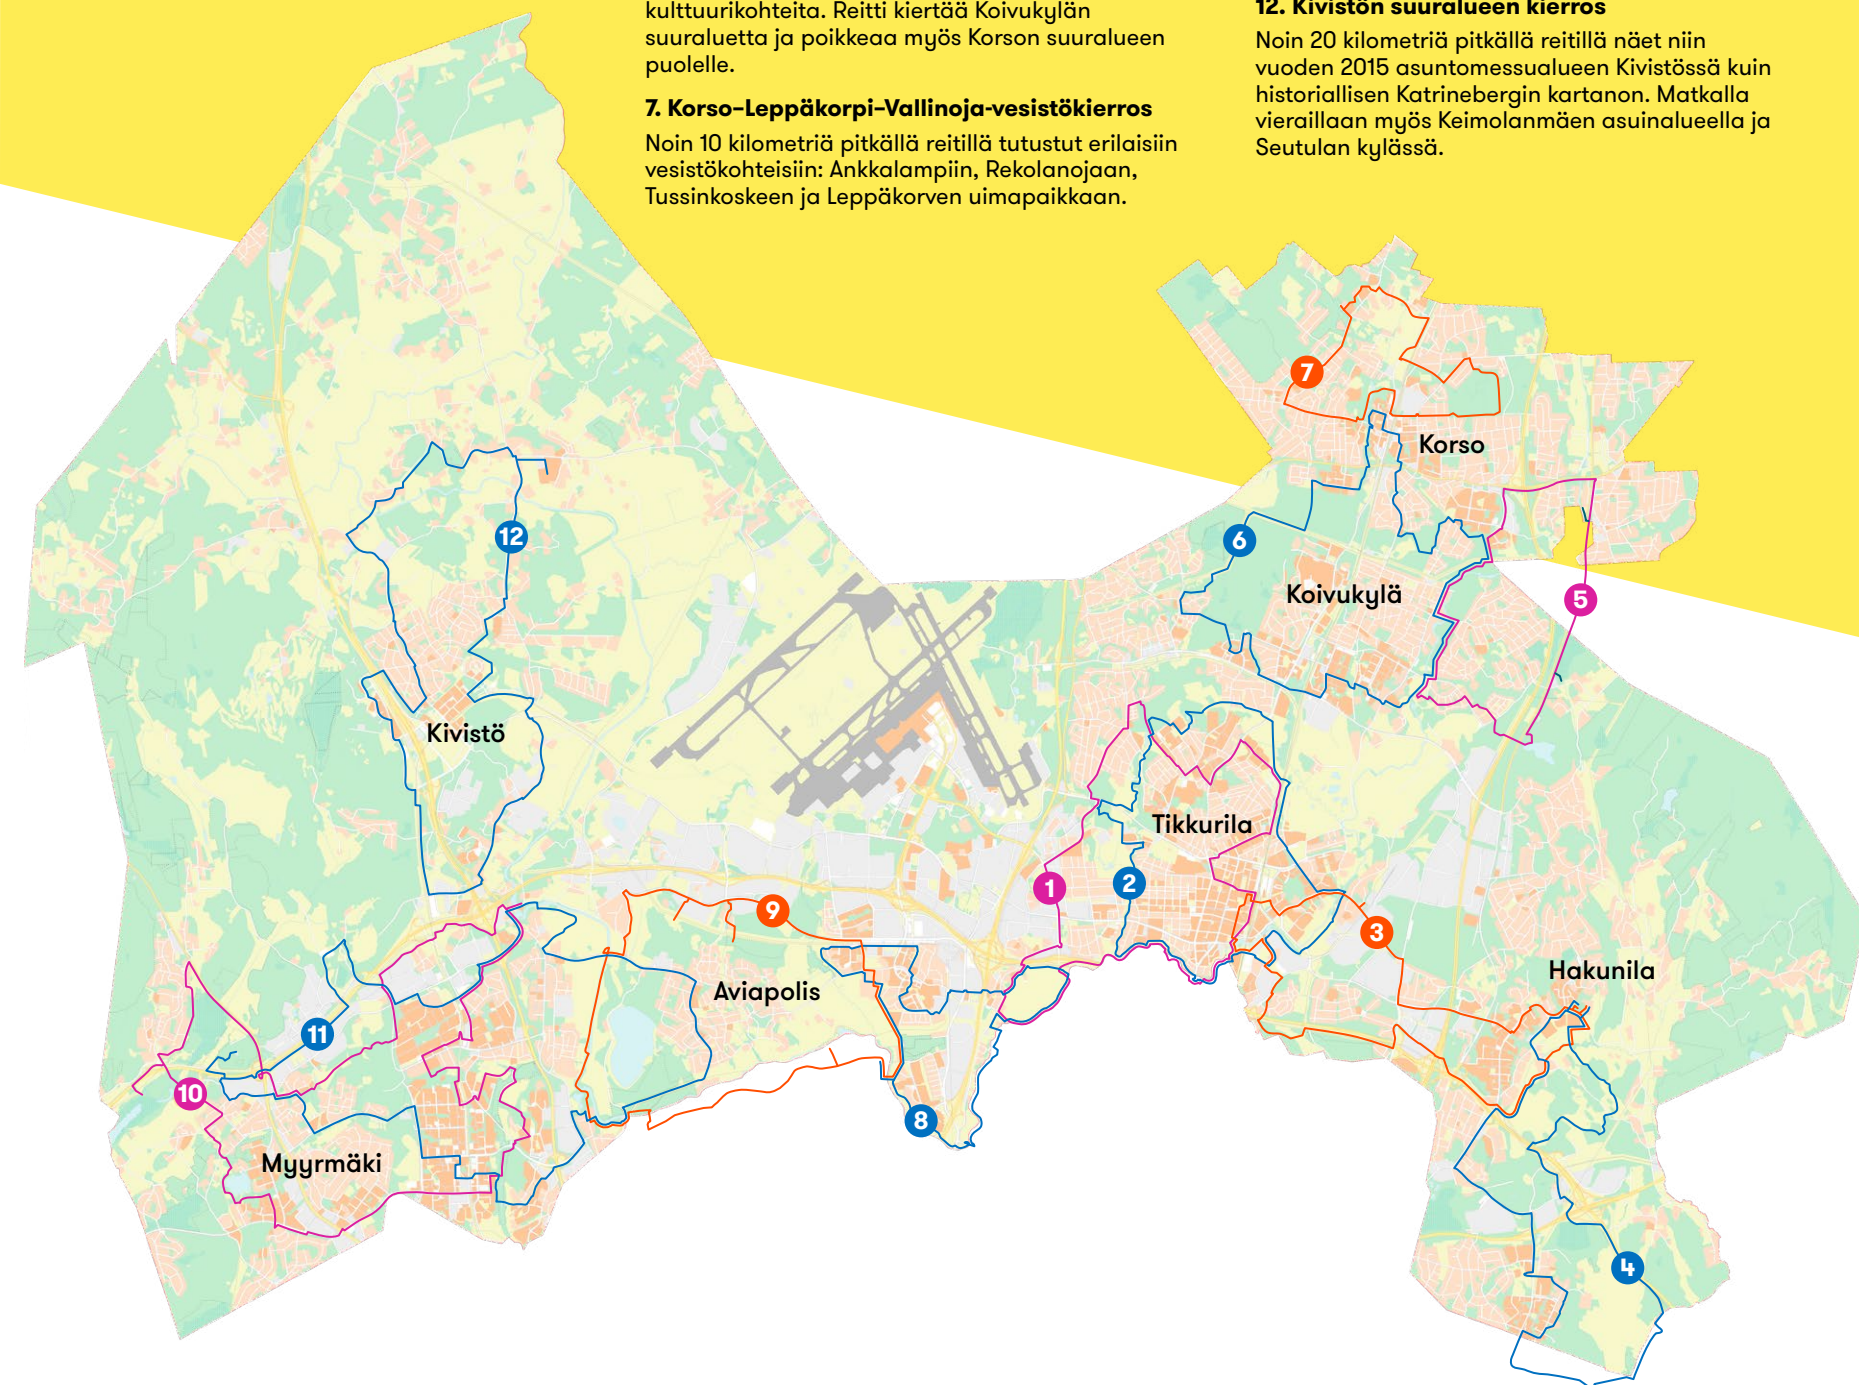 kulttuurikohteita. Reitti kiertää Koivukylän
suuraluetta ja poikkeaa myös Korson suuralueen
puolelle.
7. Korso–Leppäkorpi–Vallinoja-vesistökierros
Noin 10 kilometriä pitkällä reitillä tutustut erilaisiin
vesistökohteisiin: Ankkalampiin, Rekolanojaan,
Tussinkoskeen ja Leppäkorven uimapaikkaan.
12. Kivistön suuralueen kierros
Noin 20 kilometriä pitkällä reitillä näet niin
vuoden 2015 asuntomessualueen Kivistössä kuin
historiallisen Katrinebergin kartanon. Matkalla
vieraillaan myös Keimolanmäen asuinalueella ja
Seutulan kylässä.
7
Korso
12
6
Koivukylä
5
Kivistö
Tikkurila
1
2
9
3
Hakunila
Aviapolis
11
10
8
Myyrmäki
4